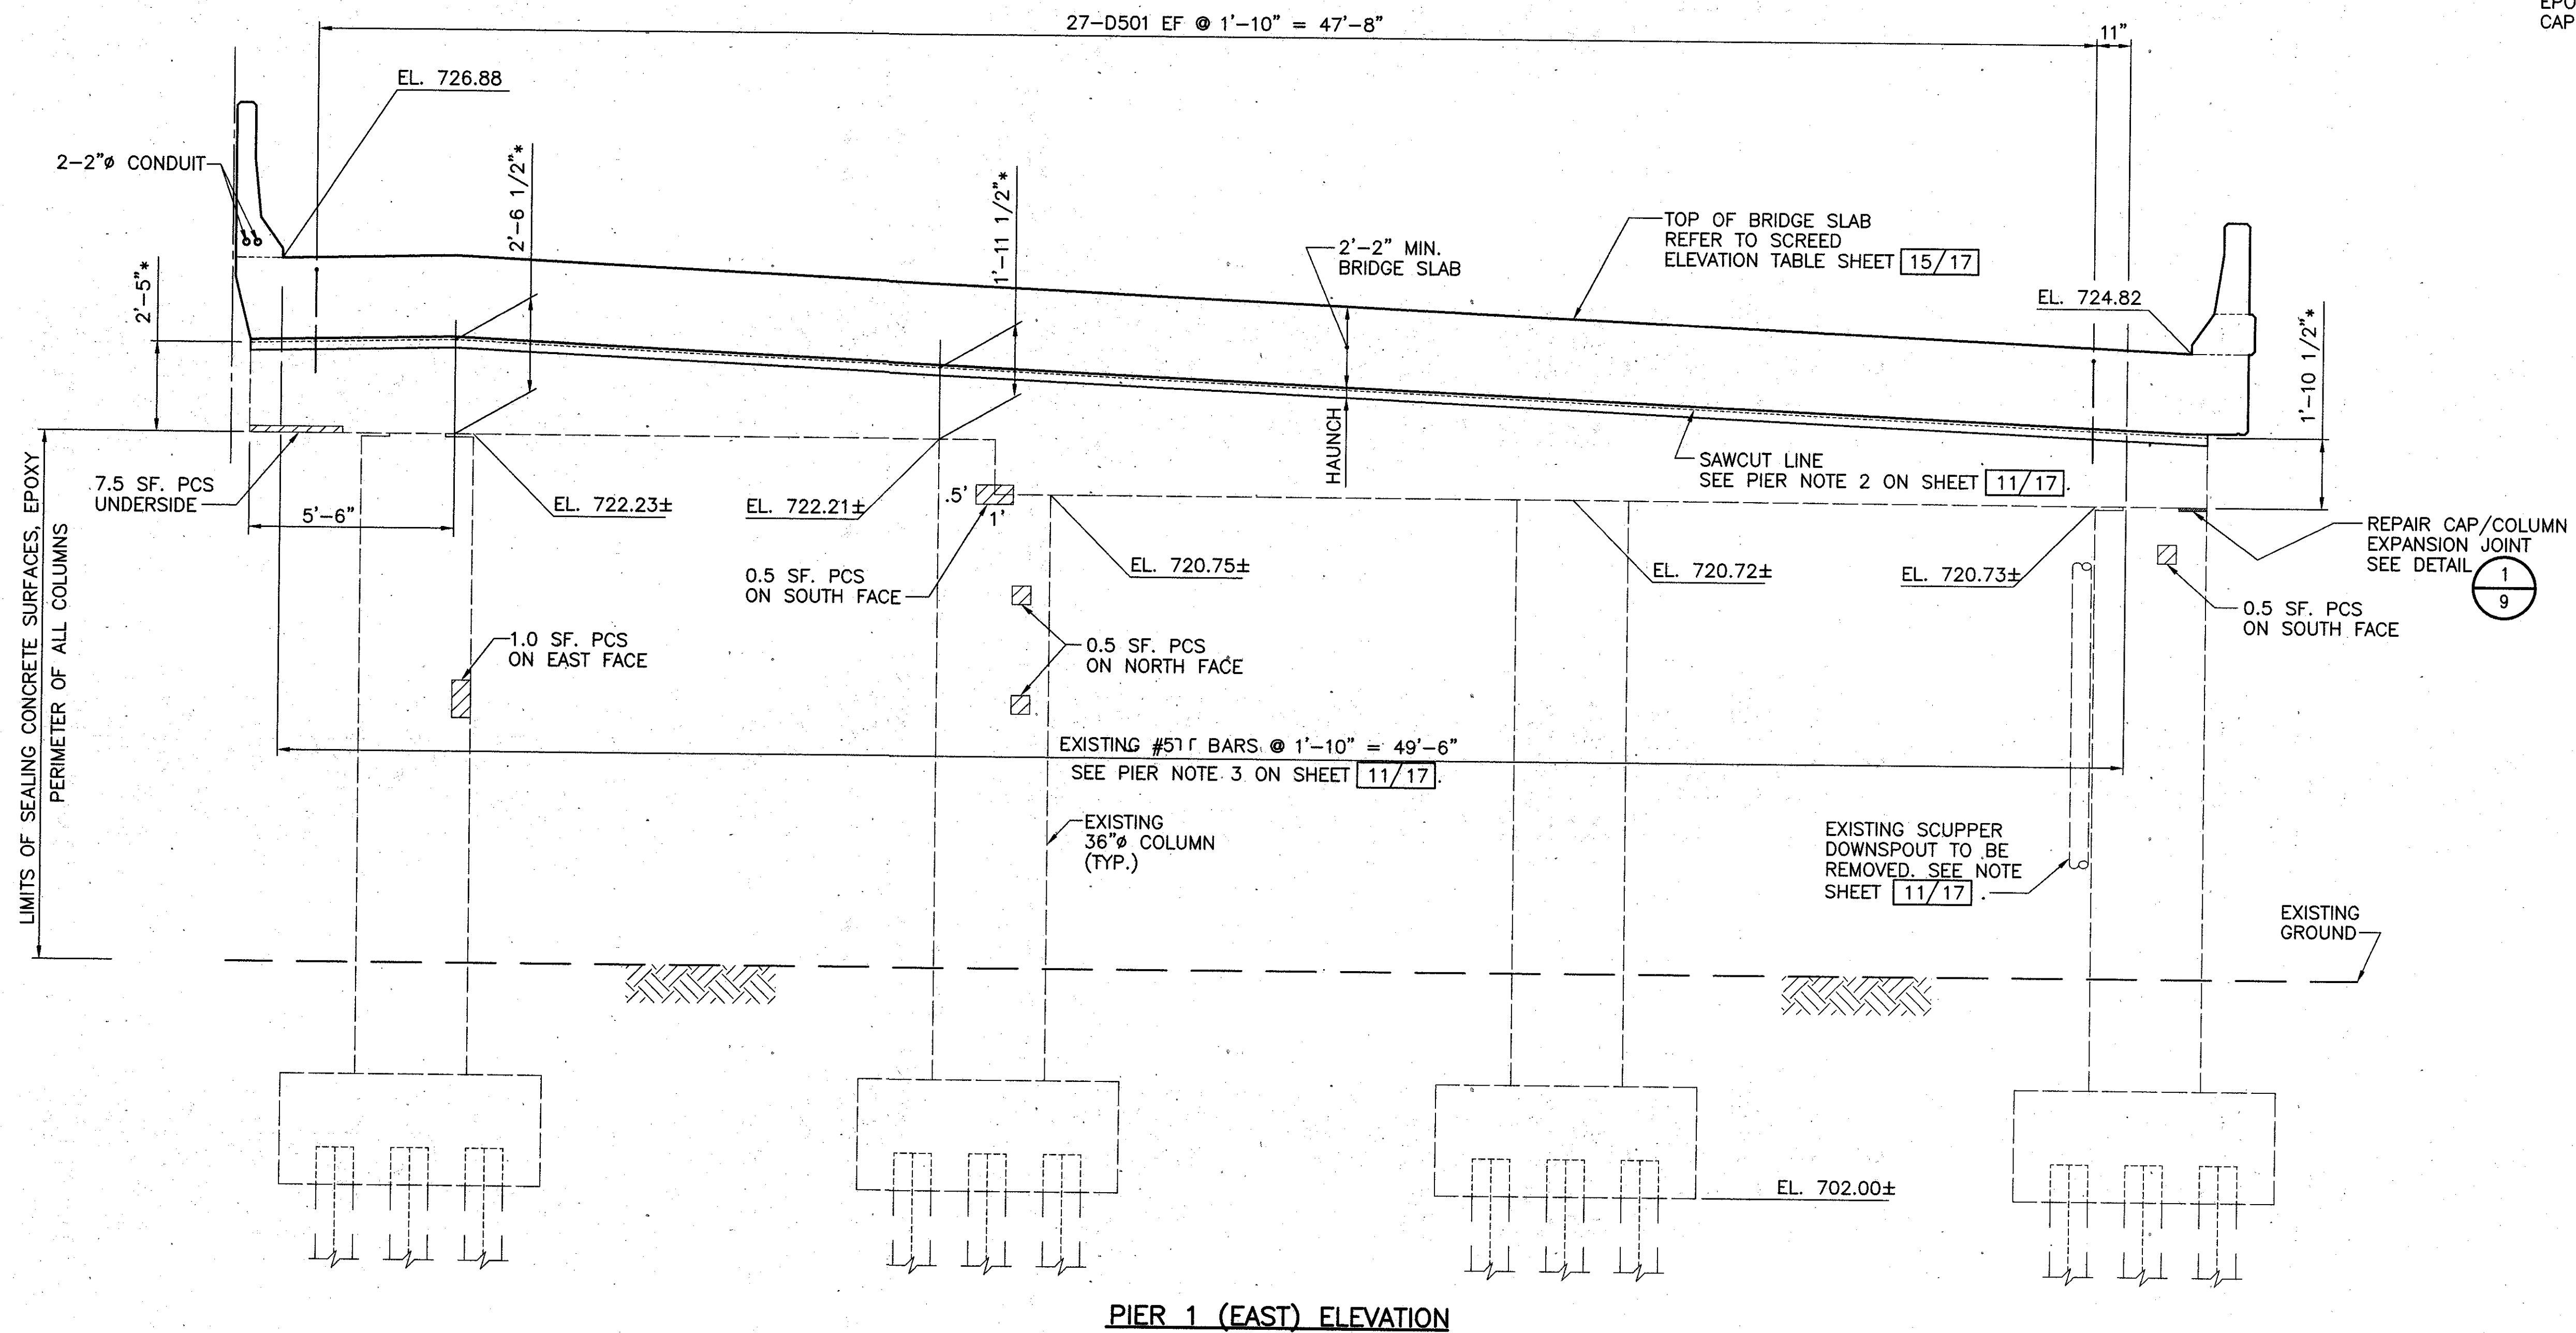 EPO
CAP
27-D501 EF @ 1'-10" = 47'-8"
11"
EL. 726.88
2-2"ø CONDUIT
2'-5"*
2'-6 1/2"*
1'-11 1/2"*
2'-2" MIN.
BRIDGE SLAB
TOP OF BRIDGE SLAB
REFER TO SCREED
ELEVATION TABLE SHEET 15/17
EL. 724.82
1'-10 1/2"*
HAUNCH
SAWCUT LINE
SEE PIER NOTE 2 ON SHEET 11/17.
7.5 SF. PCS
UNDERSIDE
5'-6"
EL. 722.23±
EL. 722.21±
.5'
1'
0.5 SF. PCS
ON SOUTH FACE
EL. 720.75±
EL. 720.72±
EL. 720.73±
REPAIR CAP/COLUMN
EXPANSION JOINT
SEE DETAIL
1
9
0.5 SF. PCS
ON SOUTH FACE
1.0 SF. PCS
ON EAST FACE
0.5 SF. PCS
ON NORTH FACE
LIMITS OF SEALING CONCRETE SURFACES, EPOXY
PERIMETER OF ALL COLUMNS
EXISTING BARS @ 1'-10" = 49'-6"
SEE PIER NOTE 3 ON SHEET 11/17.
EXISTING
36"ø COLUMN
(TYP.)
EXISTING SCUPPER
DOWNSPOUT TO BE
REMOVED. SEE NOTE
SHEET 11/17.
EXISTING
GROUND
EL. 702.00±
PIER 1 (EAST) ELEVATION